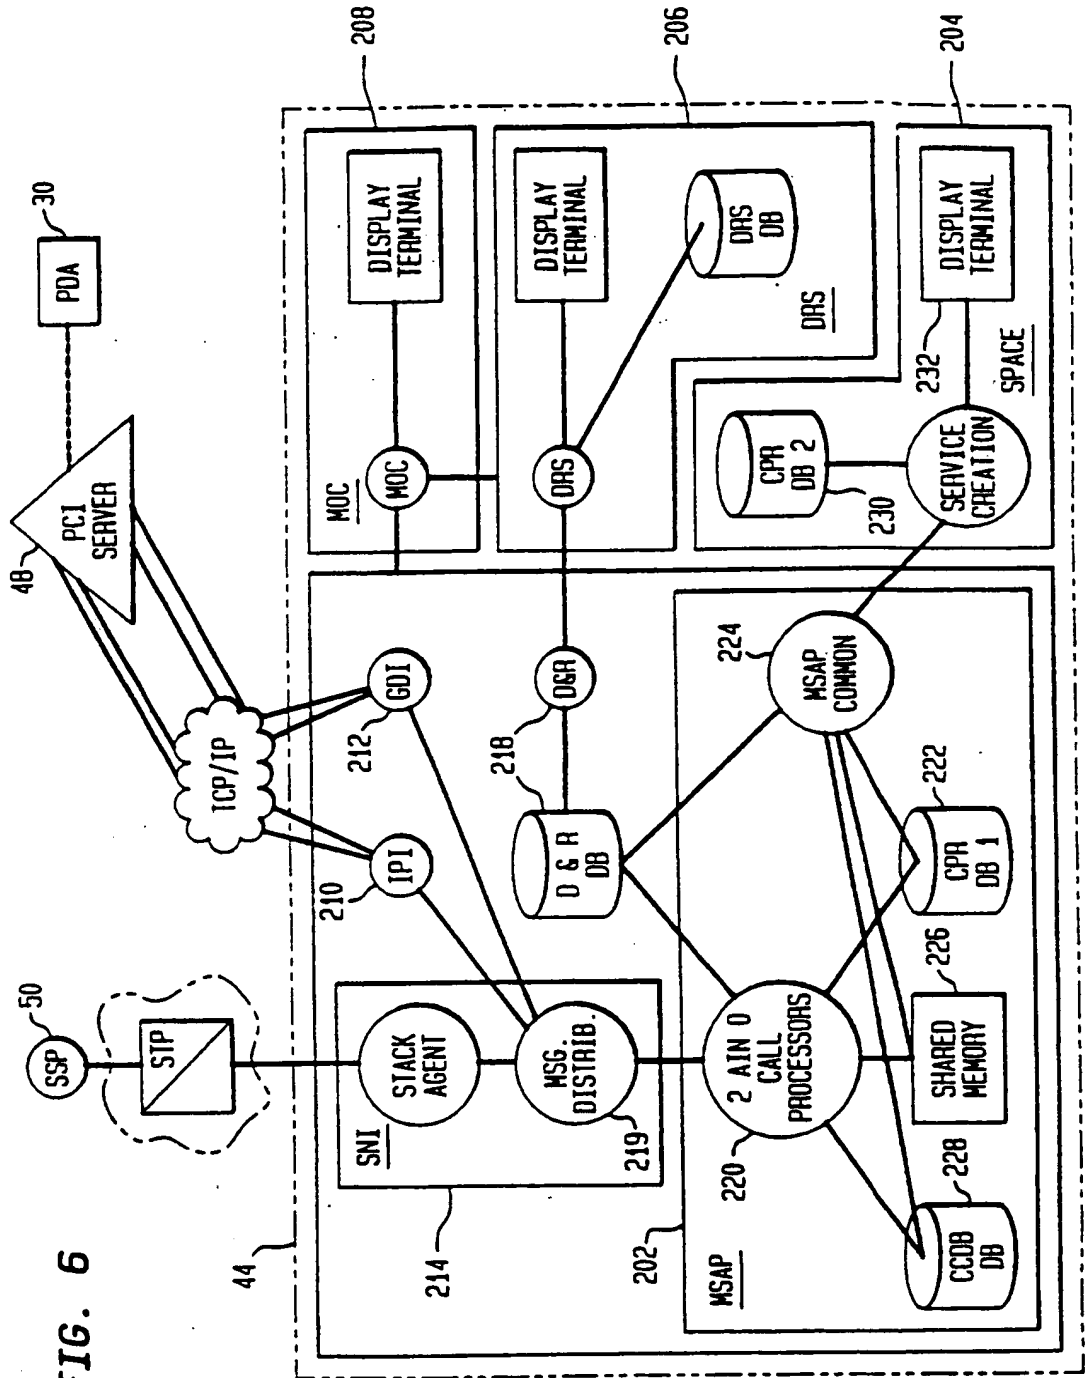 FIG. 6
44
SSP
50
STP
214
SNI
STACK
AGENT
MSG.
DISTRIB.
219
TCP/IP
PCI
SERVER
48
PDA
30
IPI
210
GDI
212
D & R
DB
218
D&R
MOC
MOC
DISPLAY
TERMINAL
208
DRS
DISPLAY
TERMINAL
DRS
DB
DRS
206
202
MSAP
2 AIN 0
CALL
PROCESSORS
220
MSAP
COMMON
224
CCDB
DB
228
SHARED
MEMORY
226
CPR
DB 1
222
CPR
DB 2
230
SERVICE
CREATION
DISPLAY
TERMINAL
232
SPACE
204